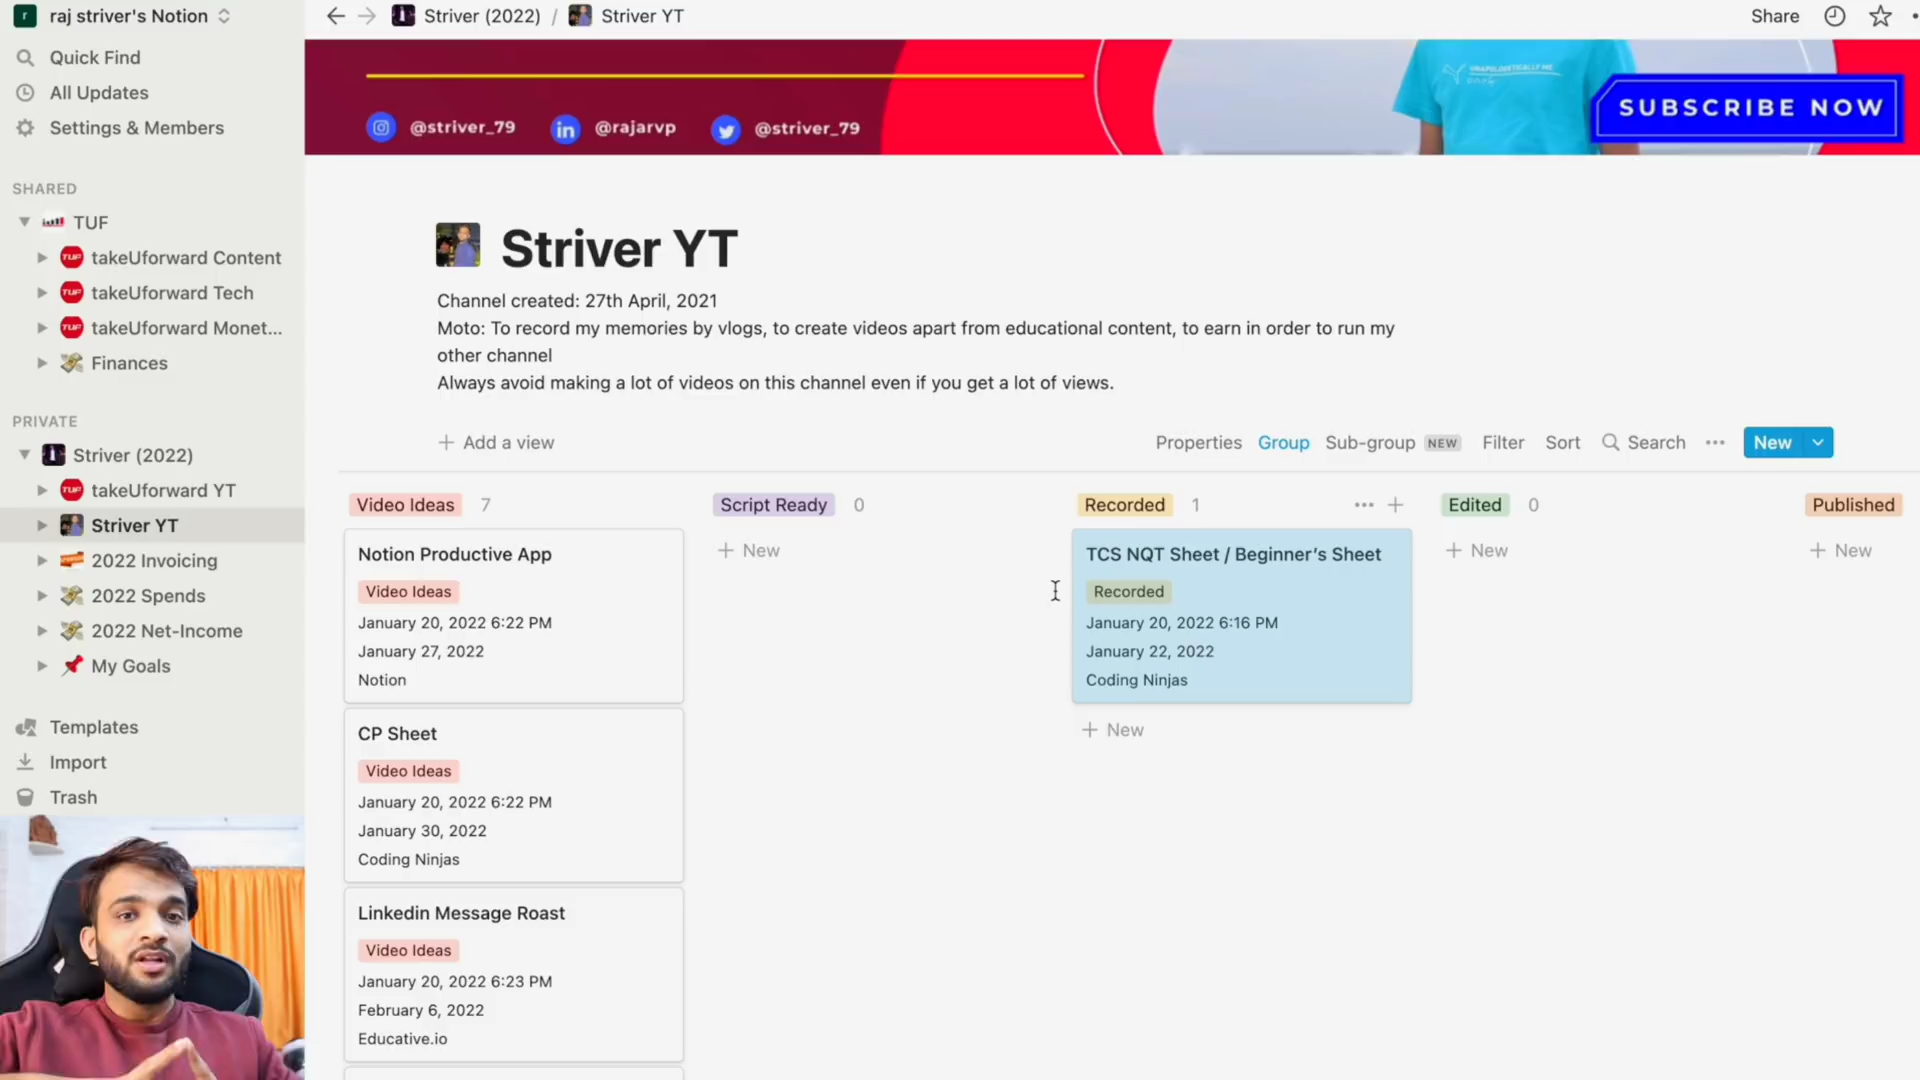 raj striver's Notion
Quick Find
All Updates
Settings & Members
SHARED
TUF
takeUforward Content
takeUforward Tech
takeUforward Monet...
Finances
PRIVATE
Striver (2022)
takeUforward YT
Striver YT
2022 Invoicing
2022 Spends
2022 Net-Income
My Goals
Templates
Import
Trash
Striver (2022) / Striver YT
Share
@striver_79 @rajarvp @striver_79
UNAPOLOGETICALLY ME
SUBSCRIBE NOW
Striver YT
Channel created: 27th April, 2021
Moto: To record my memories by vlogs, to create videos apart from educational content, to earn in order to run my
other channel
Always avoid making a lot of videos on this channel even if you get a lot of views.
+ Add a view
Properties Group Sub-group NEW Filter Sort Search ... New
Video Ideas 7
Notion Productive App
Video Ideas
January 20, 2022 6:22 PM
January 27, 2022
Notion
CP Sheet
Video Ideas
January 20, 2022 6:22 PM
January 30, 2022
Coding Ninjas
Linkedin Message Roast
Video Ideas
January 20, 2022 6:23 PM
February 6, 2022
Educative.io
Script Ready 0
+ New
Recorded 1 ... +
TCS NQT Sheet / Beginner's Sheet
Recorded
January 20, 2022 6:16 PM
January 22, 2022
Coding Ninjas
+ New
Edited 0
+ New
Published
+ New